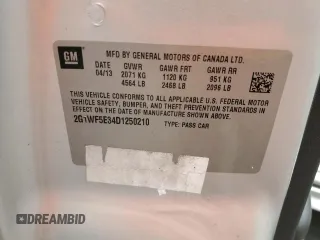 GM
MFD BY GENERAL MOTORS OF CANADA LTD.
DATE GVWR GAWR FRT GAWR RR
04/13 2071 KG 1120 KG 951 KG
4564 LB 2468 LB 2096 LB
THIS VEHICLE CONFORMS TO ALL APPLICABLE U.S. FEDERAL MOTOR
VEHICLE SAFETY, BUMPER, AND THEFT PREVENTION STANDARDS
IN EFFECT ON THE DATE OF MANUFACTURE SHOWN ABOVE.
2G1WF5E34D1250210 TYPE: PASS CAR
DREAMBID